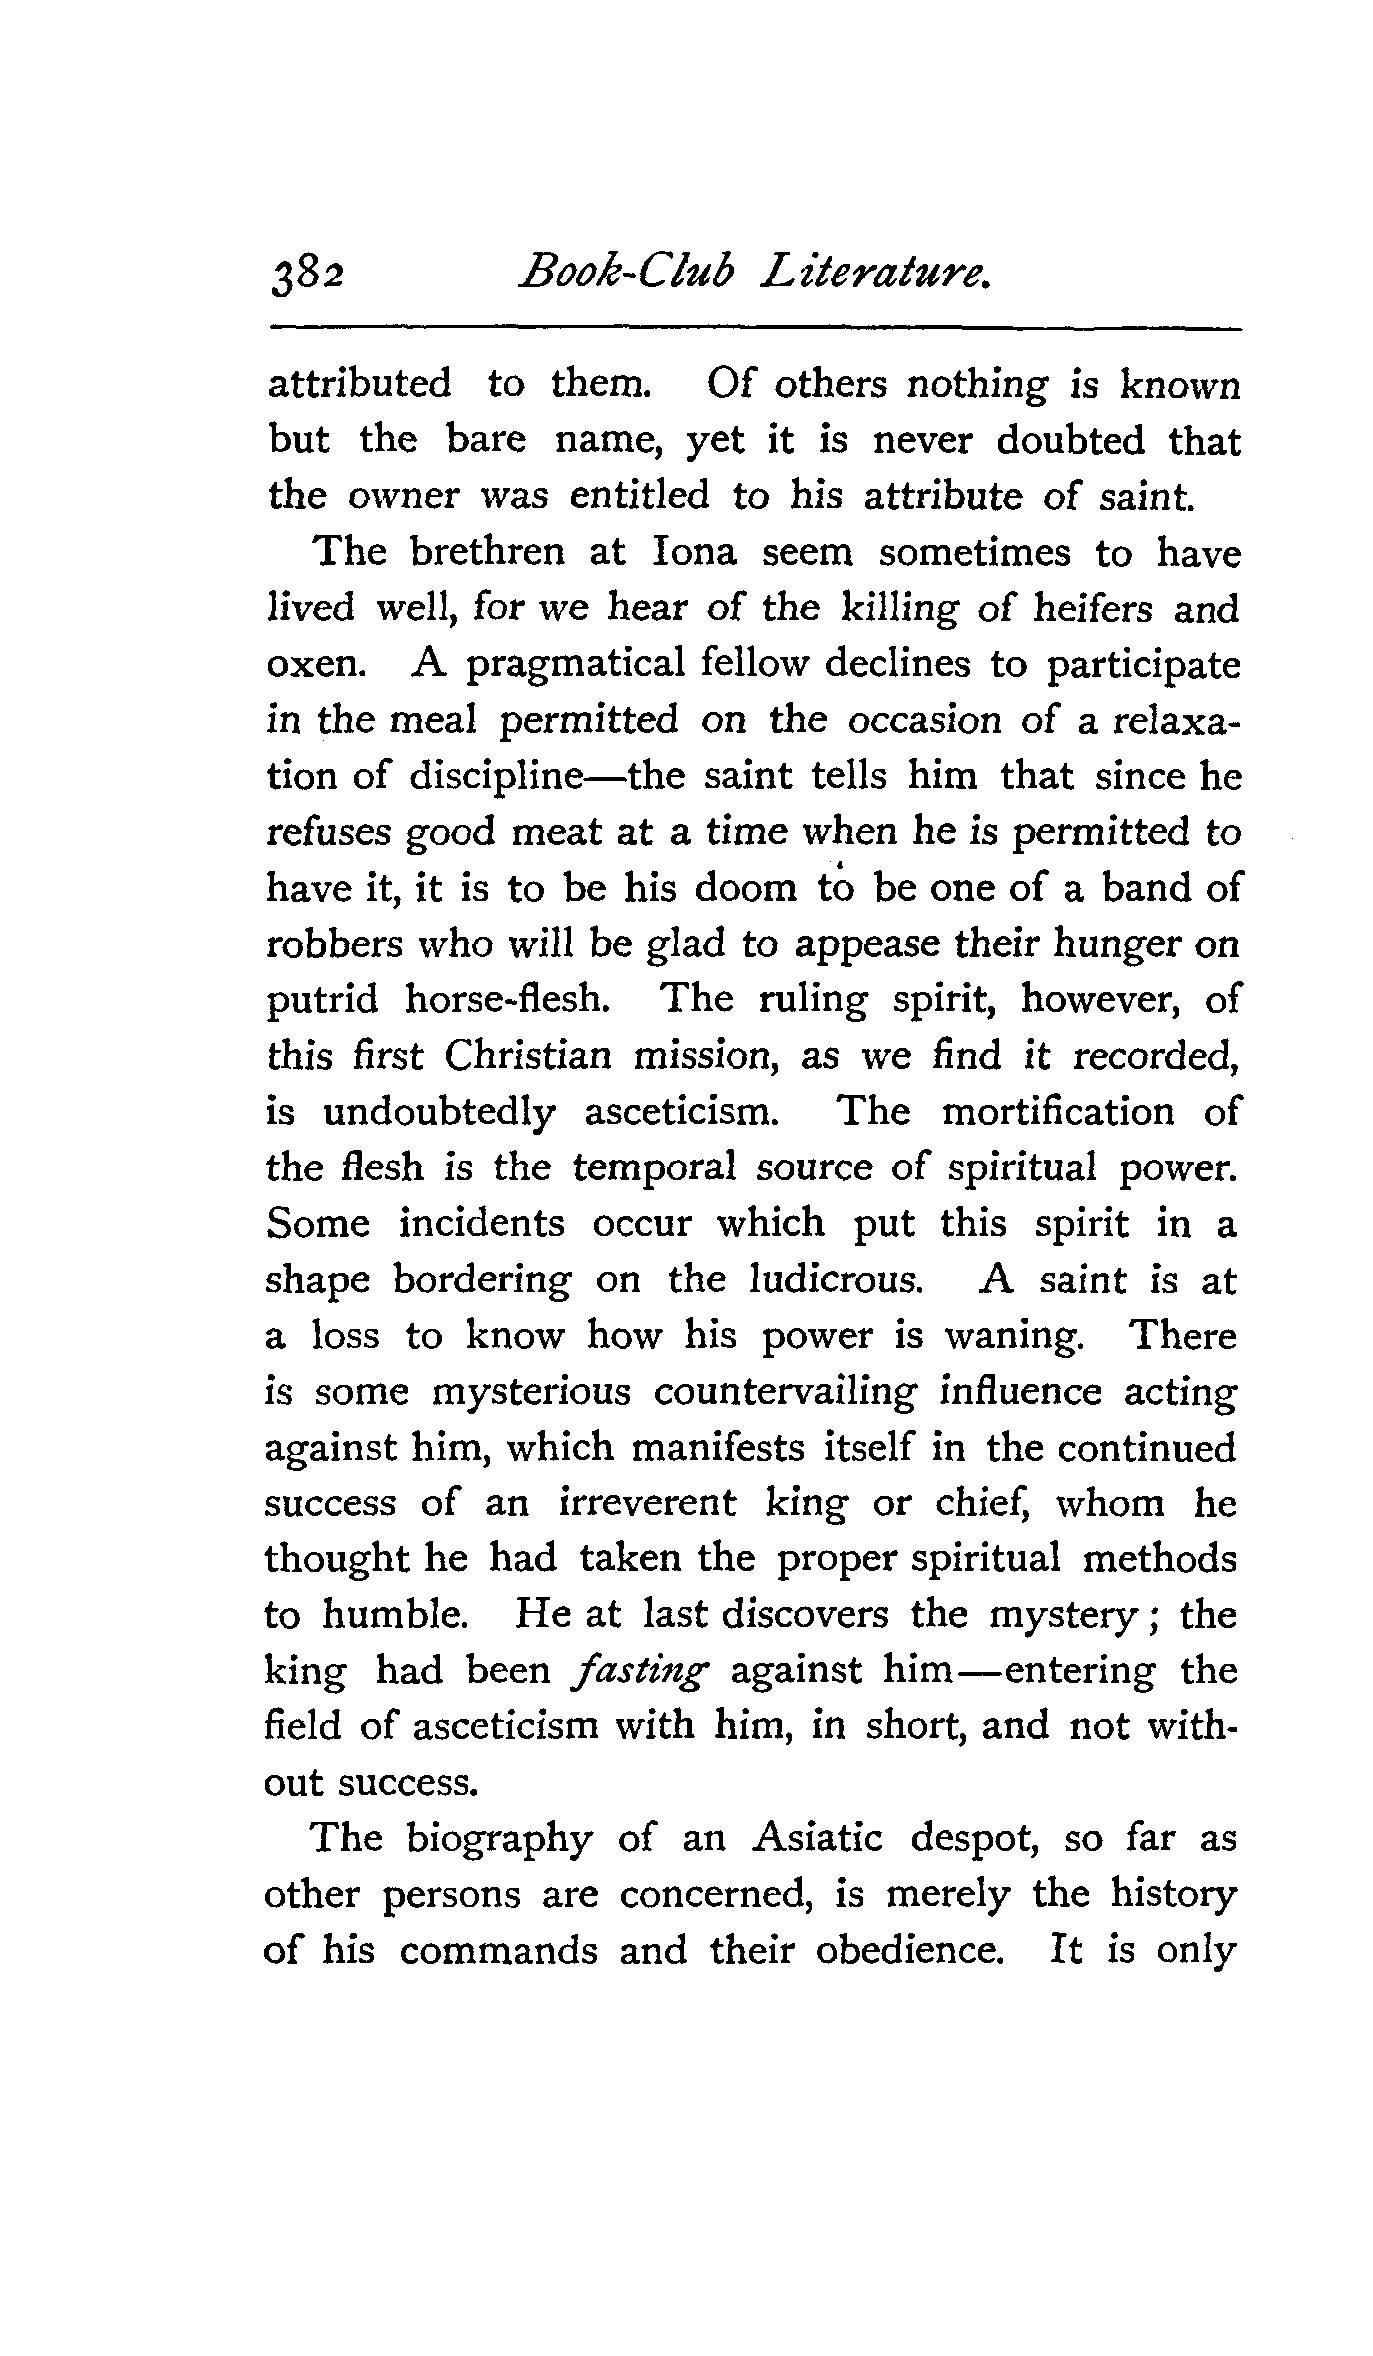 382 Book-Club Literature.
attributed to them. Of others nothing is known
but the bare name, yet it is never doubted that
the owner was entitled to his attribute of saint.
The brethren at Iona seem sometimes to have
lived well, for we hear of the killing of heifers and
oxen. A pragmatical fellow declines to participate
in the meal permitted on the occasion of a relaxa-
tion of discipline—the saint tells him that since he
refuses good meat at a time when he is permitted to
have it, it is to be his doom to be one of a band of
robbers who will be glad to appease their hunger on
putrid horse-flesh. The ruling spirit, however, of
this first Christian mission, as we find it recorded,
is undoubtedly asceticism. The mortification of
the flesh is the temporal source of spiritual power.
Some incidents occur which put this spirit in a
shape bordering on the ludicrous. A saint is at
a loss to know how his power is waning. There
is some mysterious countervailing influence acting
against him, which manifests itself in the continued
success of an irreverent king or chief, whom he
thought he had taken the proper spiritual methods
to humble. He at last discovers the mystery; the
king had been fasting against him—entering the
field of asceticism with him, in short, and not with-
out success.
The biography of an Asiatic despot, so far as
other persons are concerned, is merely the history
of his commands and their obedience. It is only